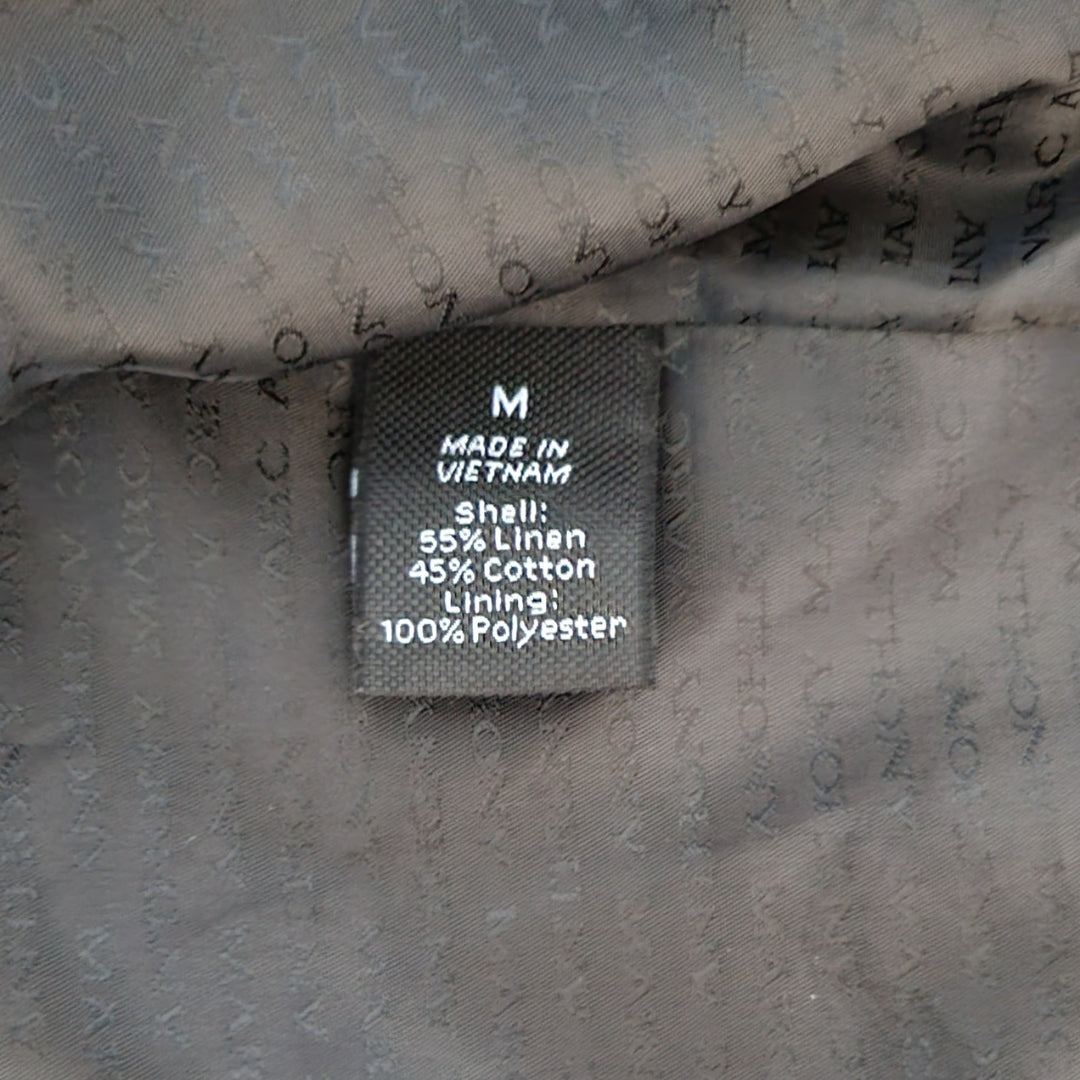 M
MADE IN
VIETNAM
Shell:
55% Linen
45% Cotton
Lining:
100% Polyester